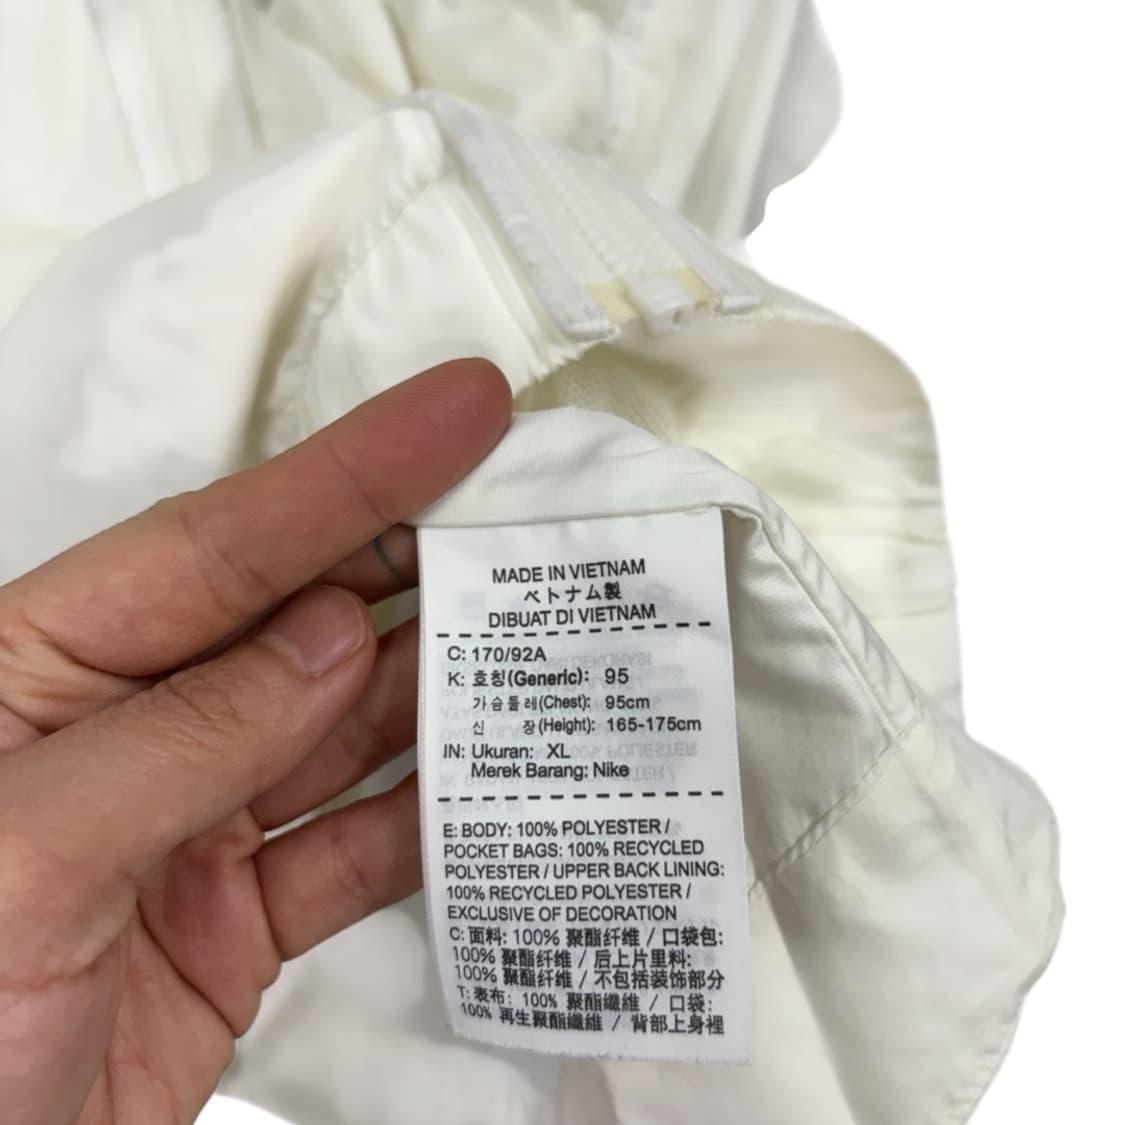 MADE IN VIETNAM
ベトナム製
DIBUAT DI VIETNAM
C: 170/92A
K: 호칭(Generic): 95
가슴둘레(Chest): 95cm
신 장(Height): 165-175cm
IN: Ukuran: XL
Merek Barang: Nike
E: BODY: 100% POLYESTER /
POCKET BAGS: 100% RECYCLED
POLYESTER / UPPER BACK LINING:
100% RECYCLED POLYESTER /
EXCLUSIVE OF DECORATION
C: 面料: 100% 聚酯纤维 / 口袋包:
100% 聚酯纤维 / 后上片里料:
100% 聚酯纤维 / 不包括装饰部分
T: 表布: 100% 聚酯纖維 / 口袋:
100% 再生聚酯纖維 / 背部上身裡